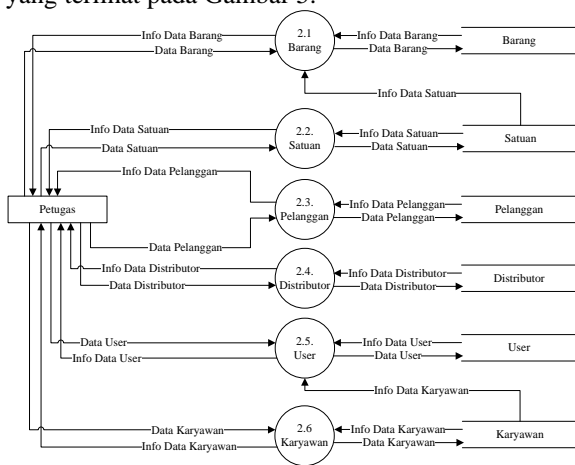 yang terlihat pada Gambar 3.
Info Data Barang
Data Barang
2.1
Barang
Info Data Barang
Data Barang
Barang
Info Data Satuan
Info Data Satuan
Data Satuan
2.2.
Satuan
Info Data Satuan
Data Satuan
Satuan
Info Data Pelanggan
Data Pelanggan
2.3.
Pelanggan
Info Data Pelanggan
Data Pelanggan
Pelanggan
Petugas
Info Data Distributor
Data Distributor
2.4.
Distributor
Info Data Distributor
Data Distributor
Distributor
Data User
Info Data User
2.5.
User
Info Data User
Data User
User
Info Data Karyawan
Data Karyawan
Info Data Karyawan
2.6
Karyawan
Info Data Karyawan
Data Karyawan
Karyawan